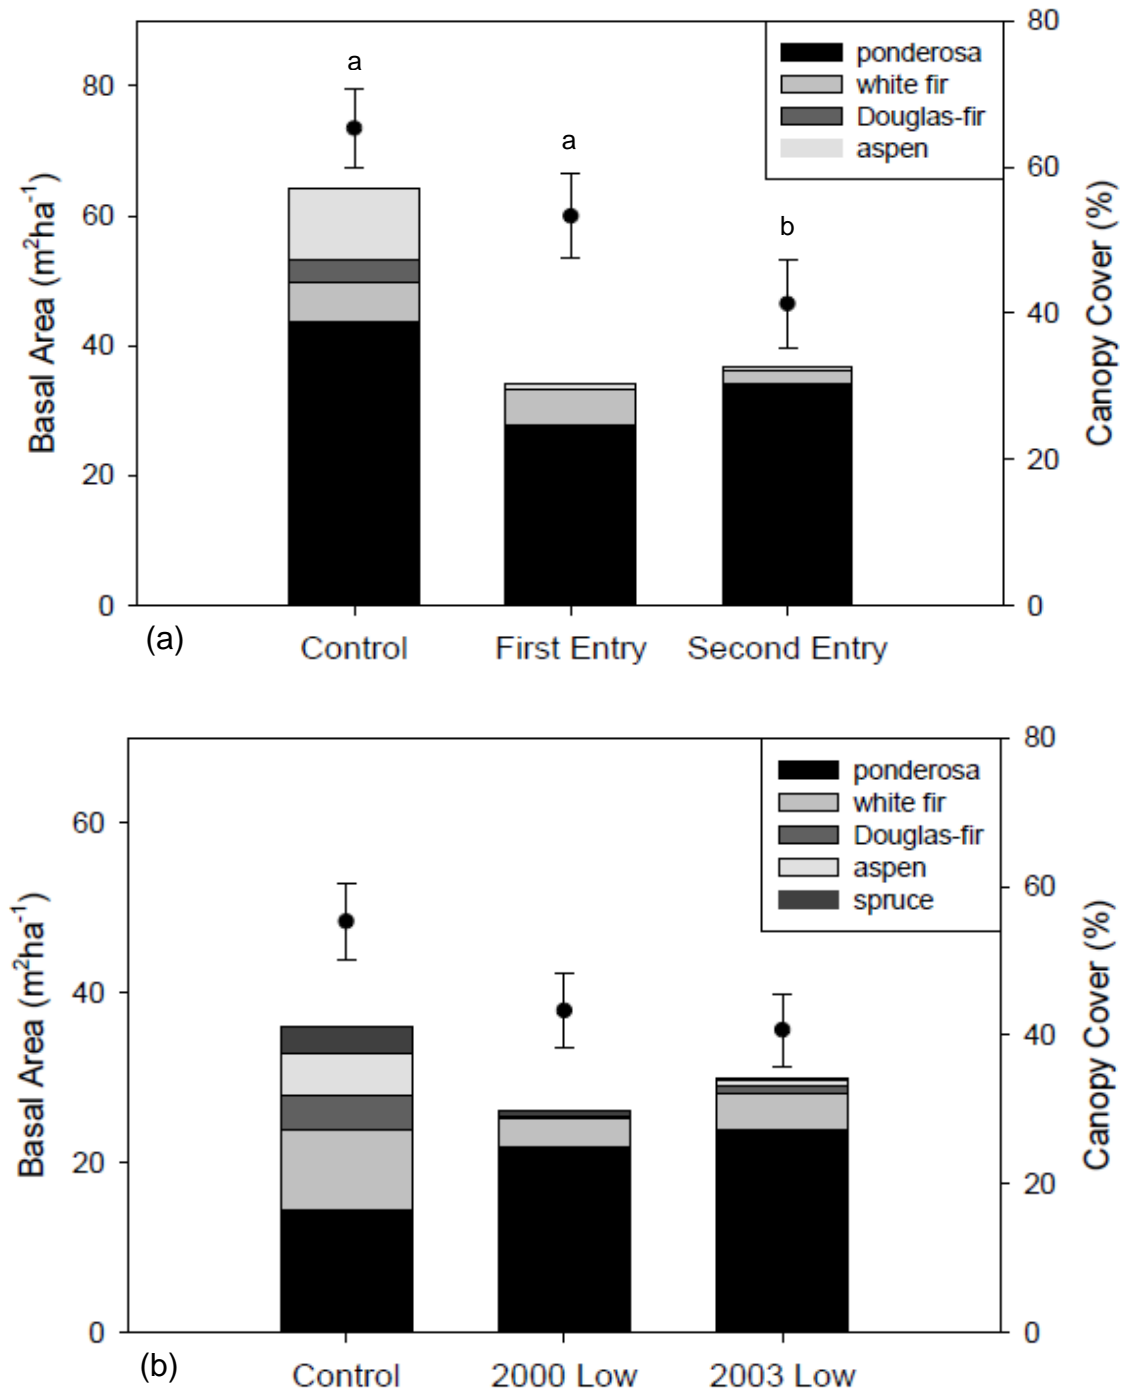 80
60
40
20
0
Basal Area (m²ha⁻¹)
a
a
b
ponderosa
white fir
Douglas-fir
aspen
80
60
40
20
0
Canopy Cover (%)
(a)
Control First Entry Second Entry
60
40
20
0
Basal Area (m²ha⁻¹)
ponderosa
white fir
Douglas-fir
aspen
spruce
80
60
40
20
0
Canopy Cover (%)
(b)
Control 2000 Low 2003 Low